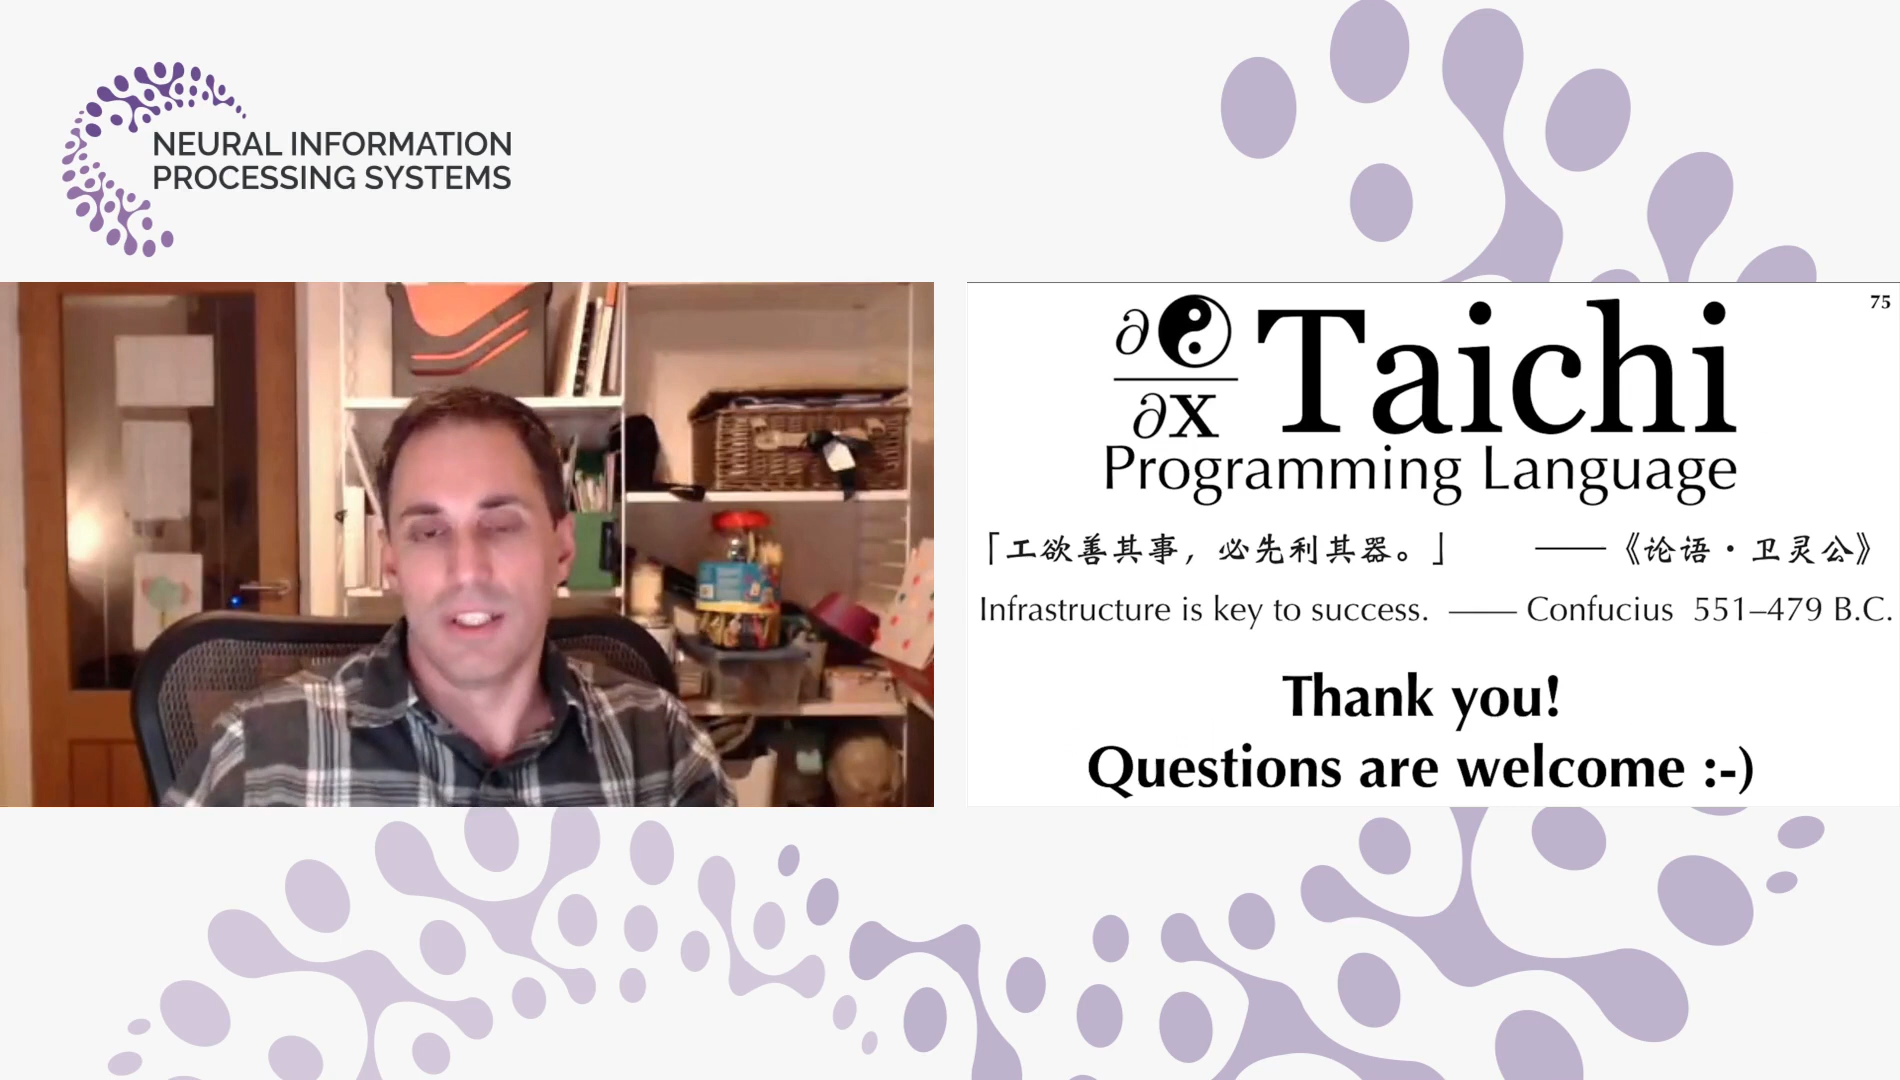 NEURAL INFORMATION
PROCESSING SYSTEMS
75
∂
∂x
Taichi
Programming Language
「工欲善其事，必先利其器。」 ——《论语·卫灵公》
Infrastructure is key to success. —— Confucius 551–479 B.C.
Thank you!
Questions are welcome :-)